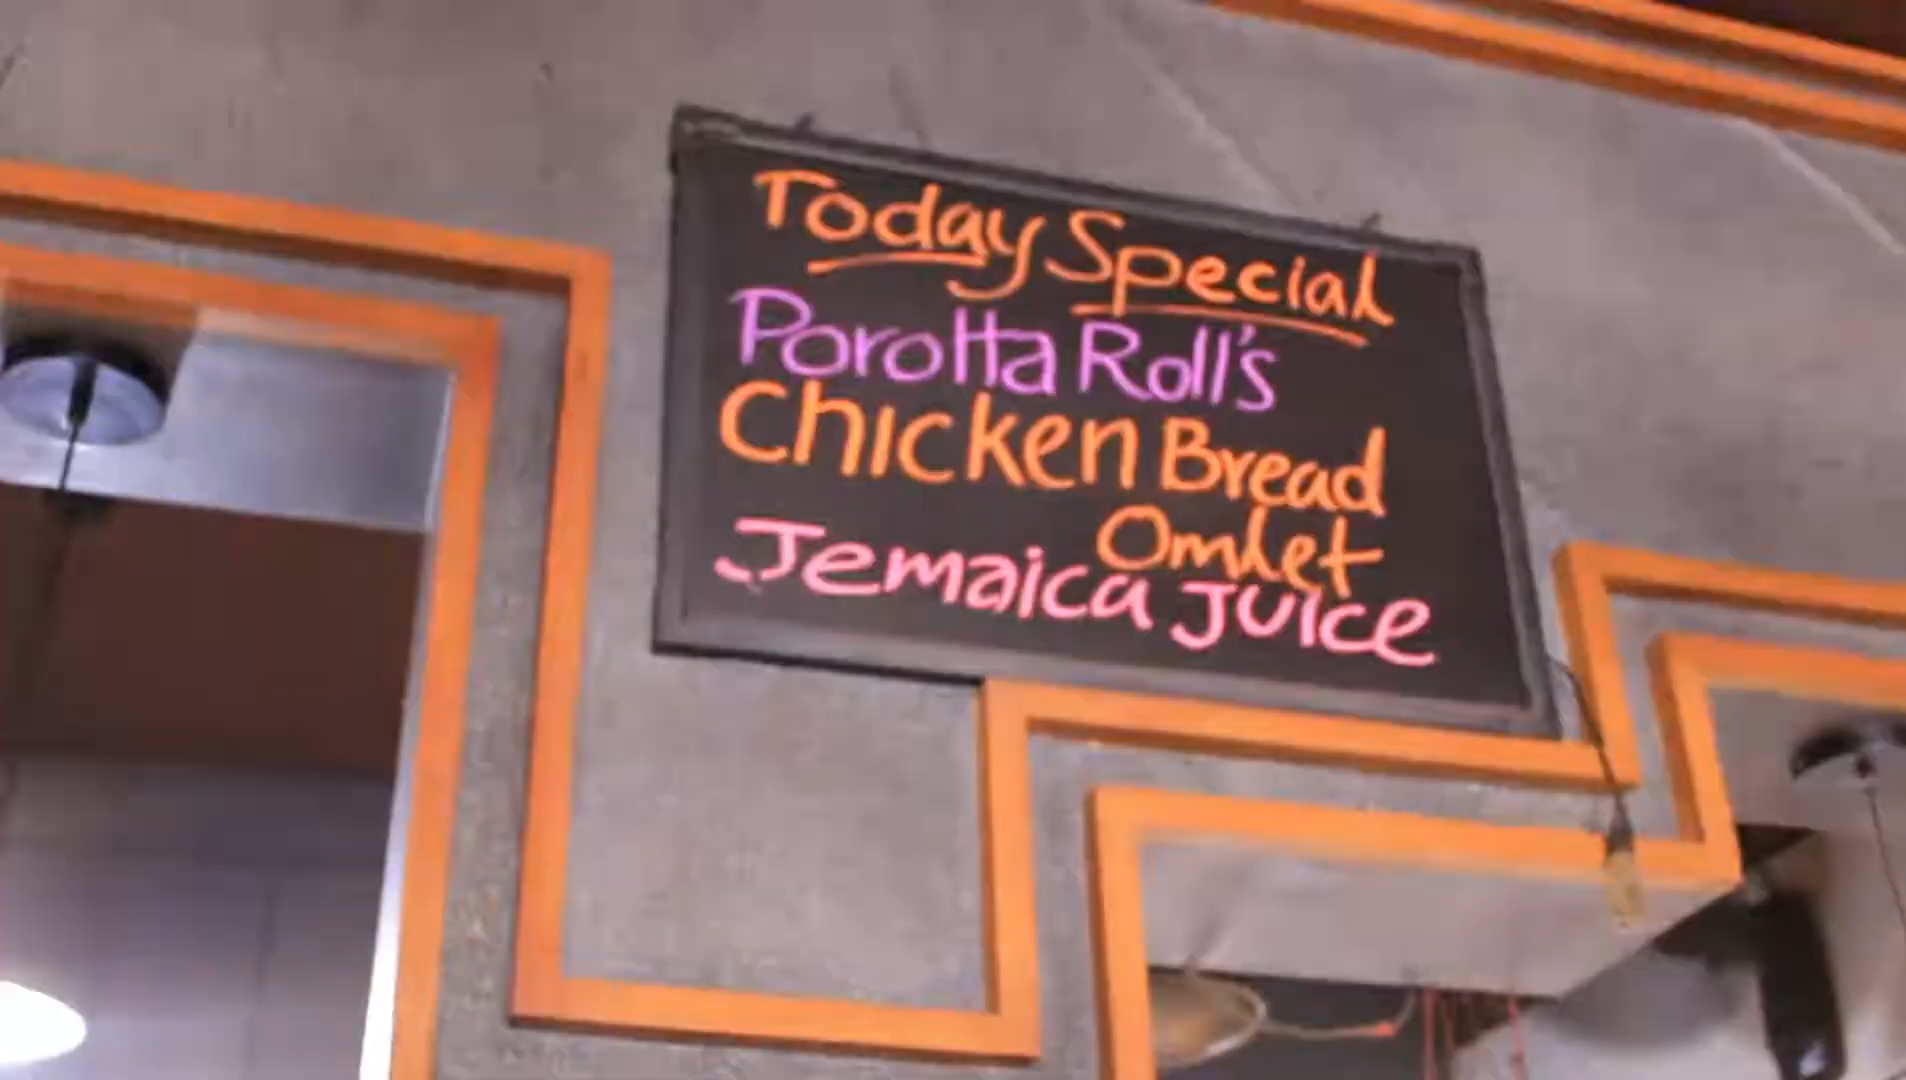 Today Special
Porotta Roll's
Chicken Bread
Omlet
Jemaica Juice